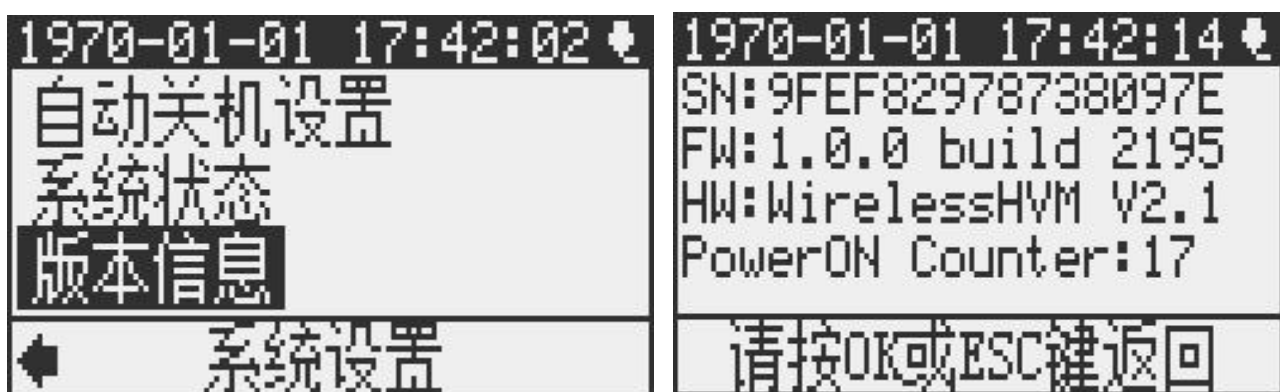 1970-01-01 17:42:02
自动关机设置
系统状态
版本信息
系统设置
1970-01-01 17:42:14
SN:9FEF82978738097E
FW:1.0.0 build 2195
HW:WirelessHVM V2.1
PowerON Counter:17
请按OK或ESC键返回